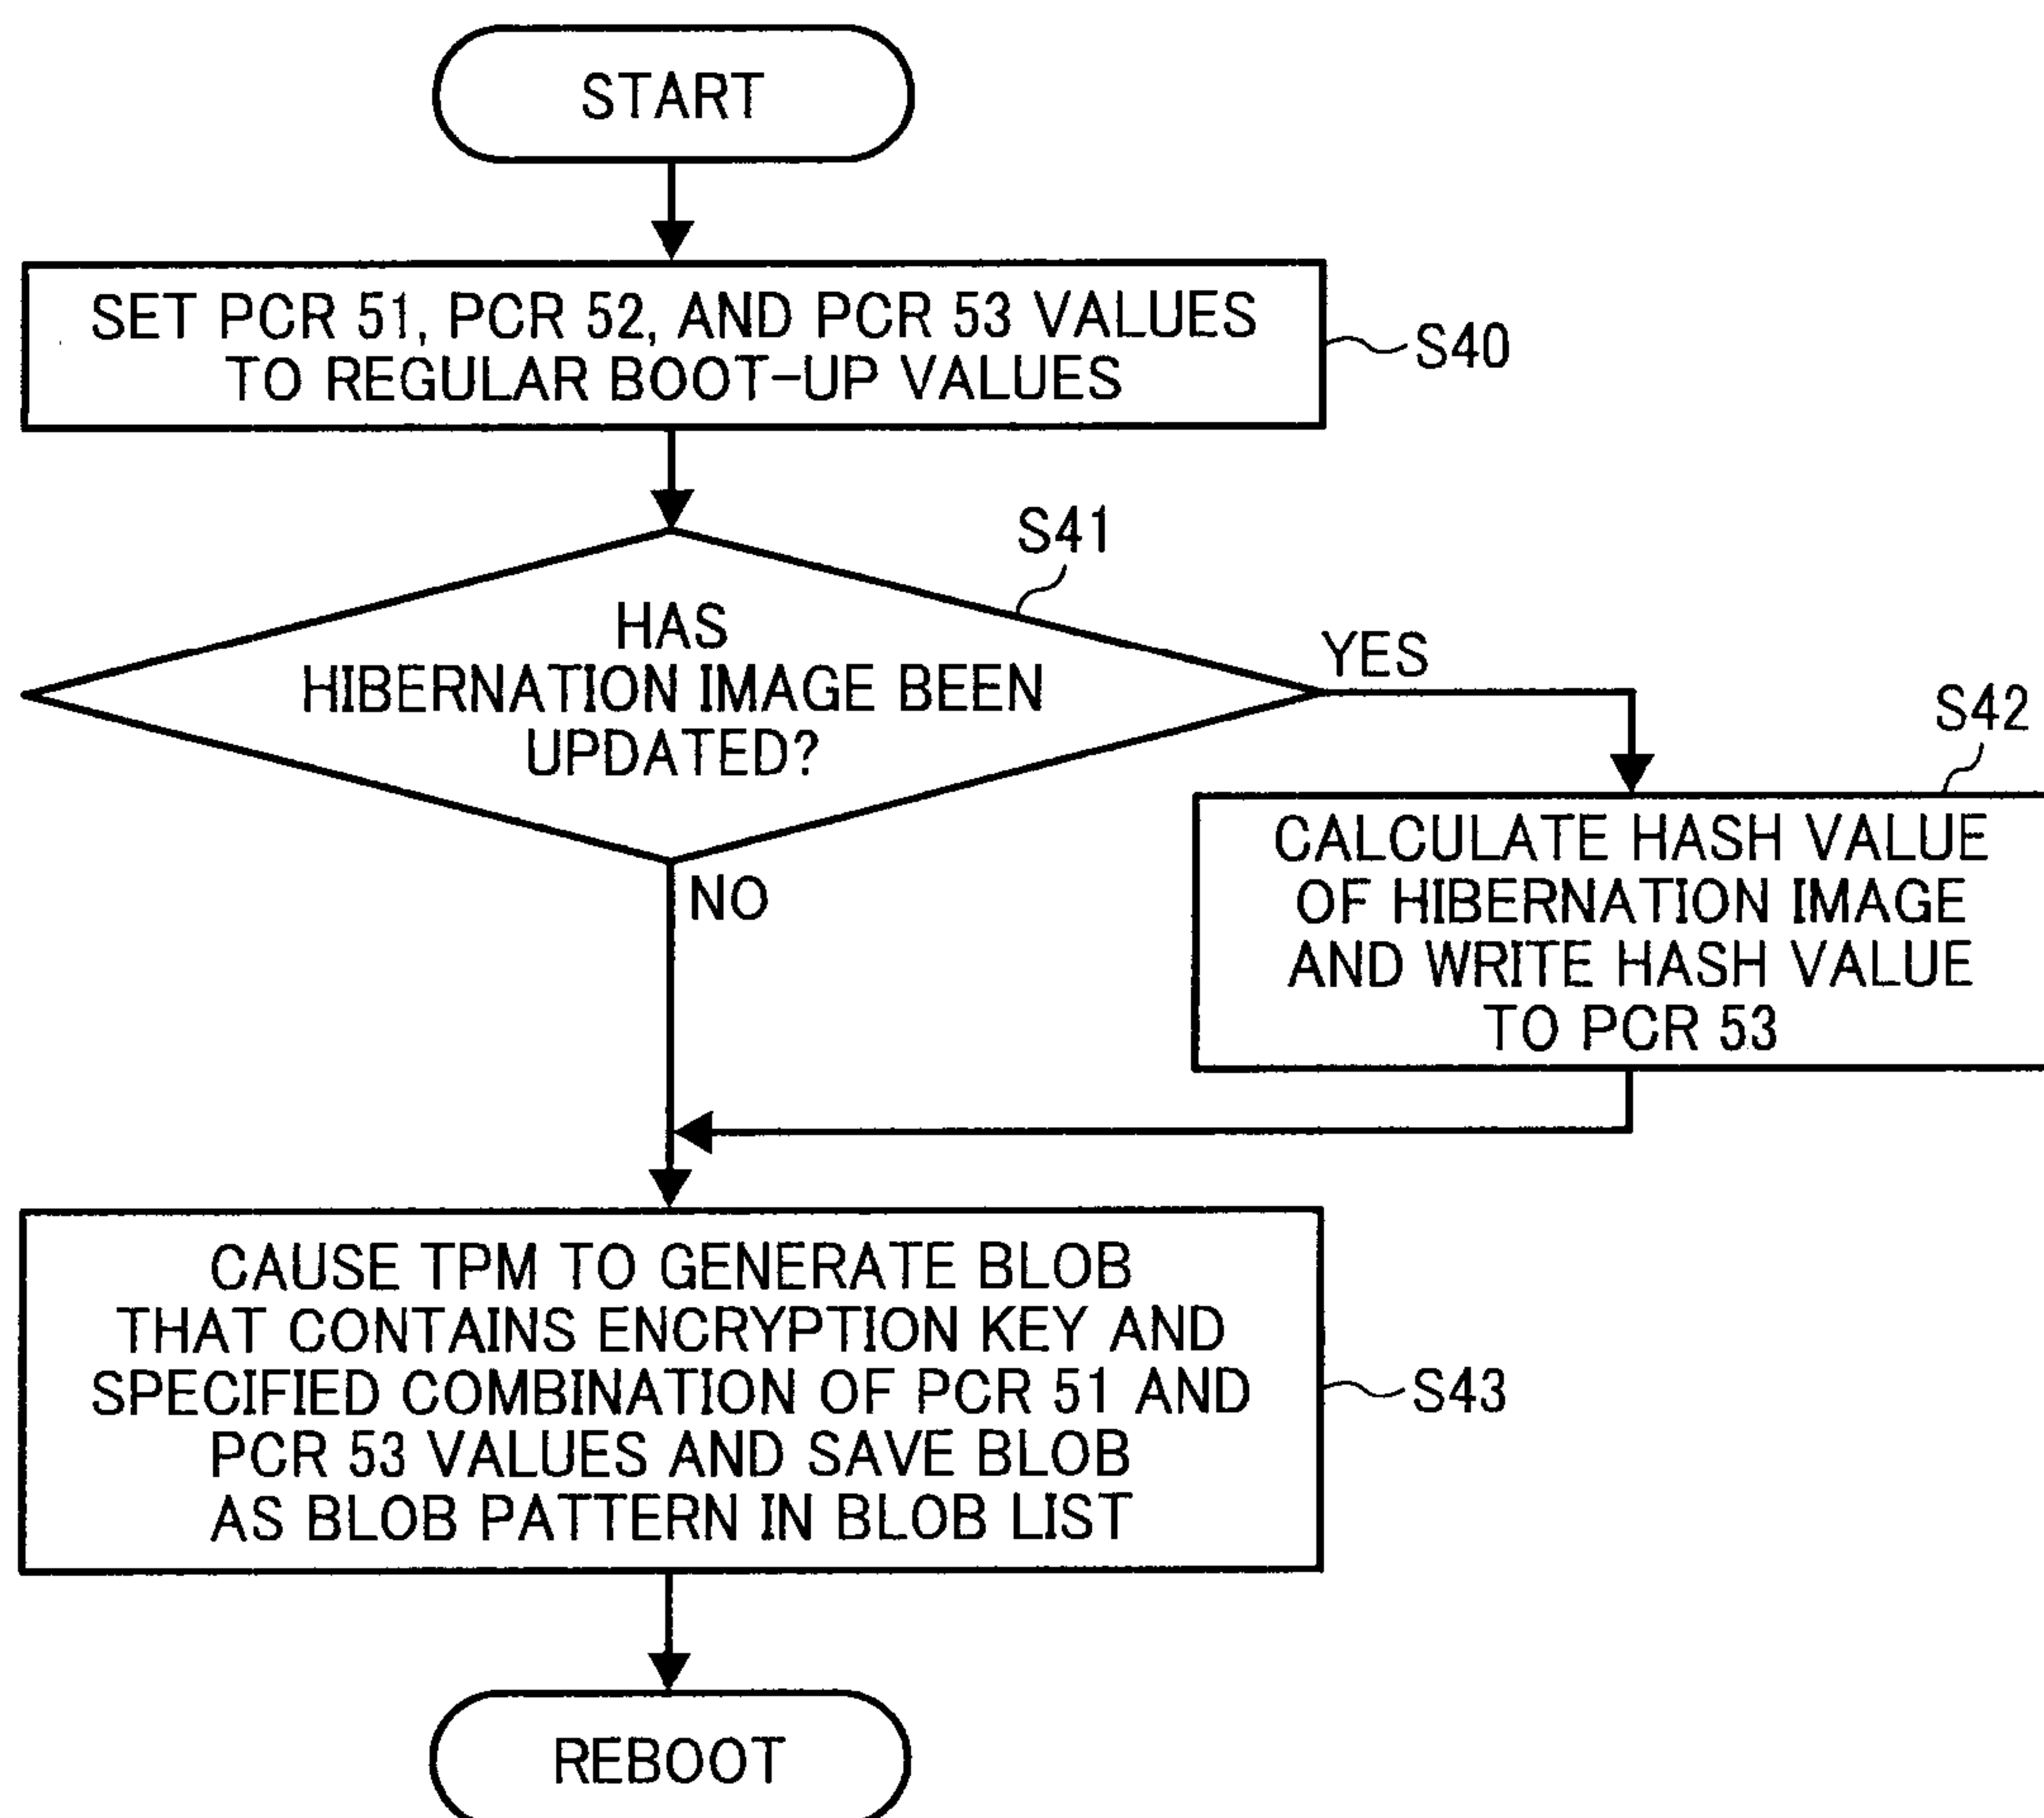 START
SET PCR 51, PCR 52, AND PCR 53 VALUES
TO REGULAR BOOT-UP VALUES
S40
S41
HAS
HIBERNATION IMAGE BEEN
UPDATED?
YES
S42
CALCULATE HASH VALUE
OF HIBERNATION IMAGE
AND WRITE HASH VALUE
TO PCR 53
NO
CAUSE TPM TO GENERATE BLOB
THAT CONTAINS ENCRYPTION KEY AND
SPECIFIED COMBINATION OF PCR 51 AND
PCR 53 VALUES AND SAVE BLOB
AS BLOB PATTERN IN BLOB LIST
S43
REBOOT